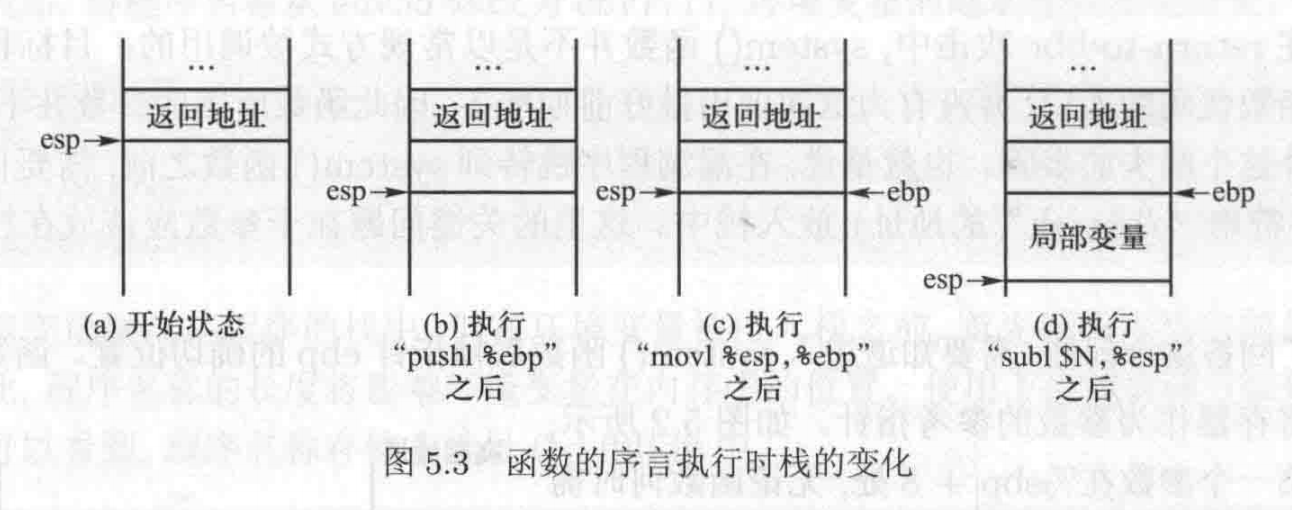 ...
返回地址
esp
(a) 开始状态
...
返回地址
esp
(b) 执行
“pushl %ebp”
之后
...
返回地址
esp
ebp
(c) 执行
“movl %esp, %ebp”
之后
...
返回地址
ebp
局部变量
esp
(d) 执行
“subl $N, %esp”
之后
图 5.3 函数的序言执行时栈的变化